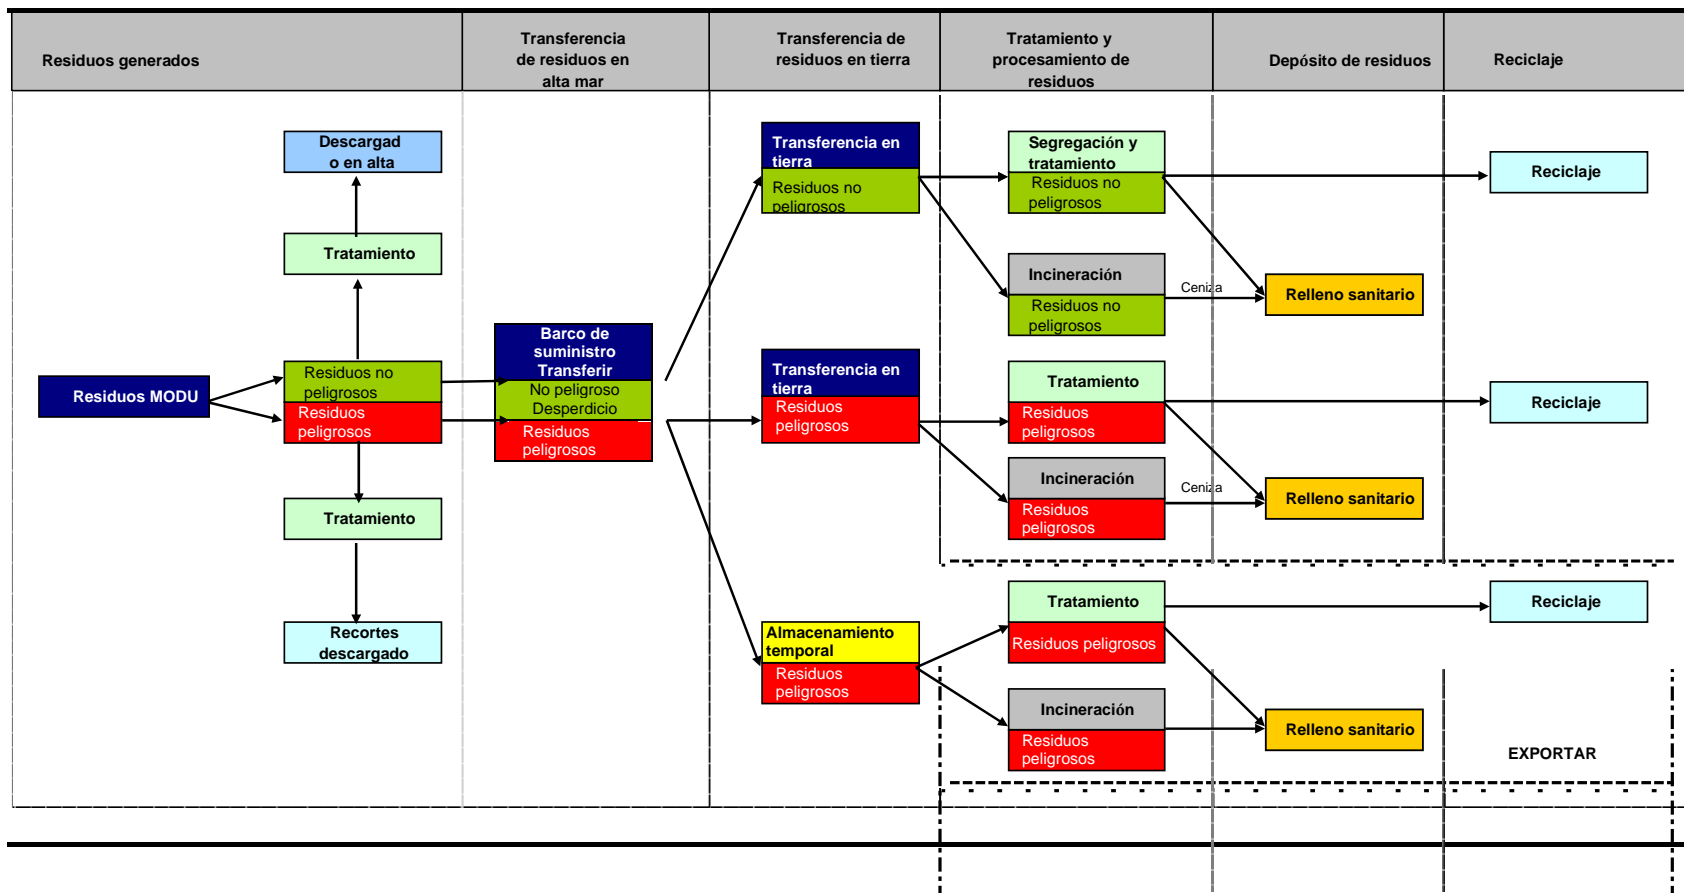 Residuos generados
Transferencia
de residuos en
alta mar
Transferencia de
residuos en tierra
Tratamiento y
procesamiento de
residuos
Depósito de residuos
Reciclaje
Descargad
o en alta
Tratamiento
Residuos MODU
Residuos no
peligrosos
Residuos
peligrosos
Tratamiento
Recortes
descargado
Barco de
suministro
Transferir
No peligroso
Desperdicio
Residuos
peligrosos
Transferencia en
tierra
Residuos no
peligrosos
Transferencia en
tierra
Residuos
peligrosos
Almacenamiento
temporal
Residuos
peligrosos
Segregación y
tratamiento
Residuos no
peligrosos
Incineración
Residuos no
peligrosos
Ceniza
Relleno sanitario
Reciclaje
Tratamiento
Residuos
peligrosos
Incineración
Residuos
peligrosos
Ceniza
Relleno sanitario
Reciclaje
Tratamiento
Residuos peligrosos
Incineración
Residuos
peligrosos
Relleno sanitario
Reciclaje
EXPORTAR